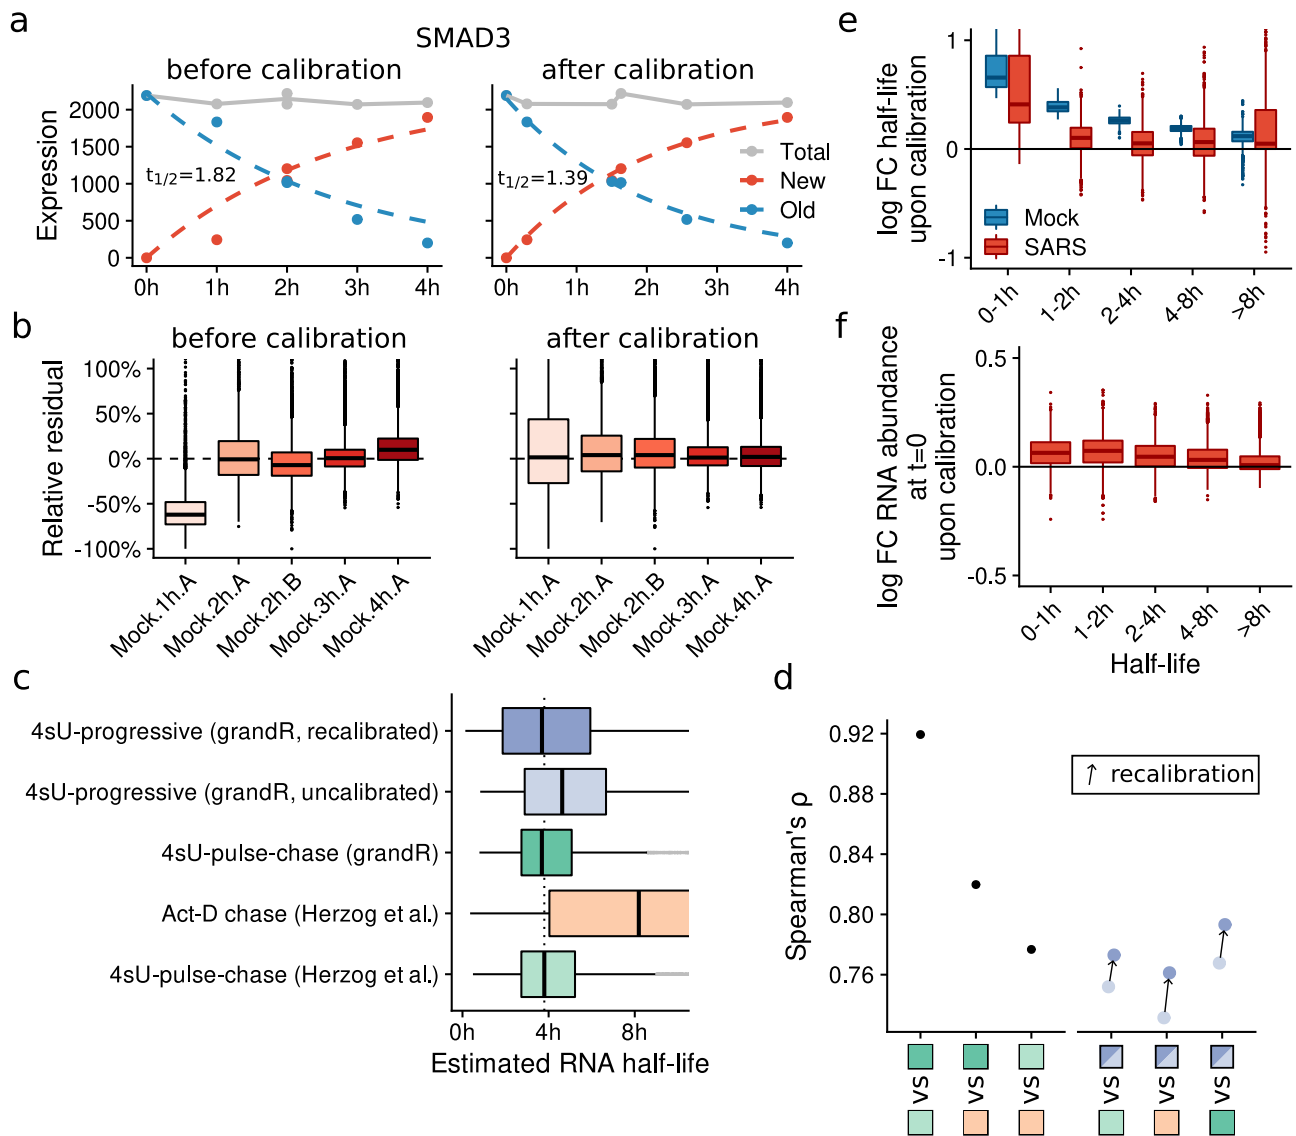 a
SMAD3
before calibration
after calibration
Expression
2000
1500
1000
500
0
t1/2=1.82
t1/2=1.39
Total
New
Old
0h
1h
2h
3h
4h
0h
1h
2h
3h
4h
b
before calibration
after calibration
Relative residual
100%
50%
0%
-50%
-100%
Mock.1h.A
Mock.2h.A
Mock.2h.B
Mock.3h.A
Mock.4h.A
Mock.1h.A
Mock.2h.A
Mock.2h.B
Mock.3h.A
Mock.4h.A
c
4sU-progressive (grandR, recalibrated)
4sU-progressive (grandR, uncalibrated)
4sU-pulse-chase (grandR)
Act-D chase (Herzog et al.)
4sU-pulse-chase (Herzog et al.)
0h
4h
8h
Estimated RNA half-life
d
Spearman's ρ
0.92
0.88
0.84
0.80
0.76
recalibration
vs
vs
vs
vs
vs
vs
e
log FC half-life
upon calibration
1
0
-1
Mock
SARS
0-1h
1-2h
2-4h
4-8h
>8h
f
log FC RNA abundance
at t=0
upon calibration
0.5
0.0
-0.5
0-1h
1-2h
2-4h
4-8h
>8h
Half-life